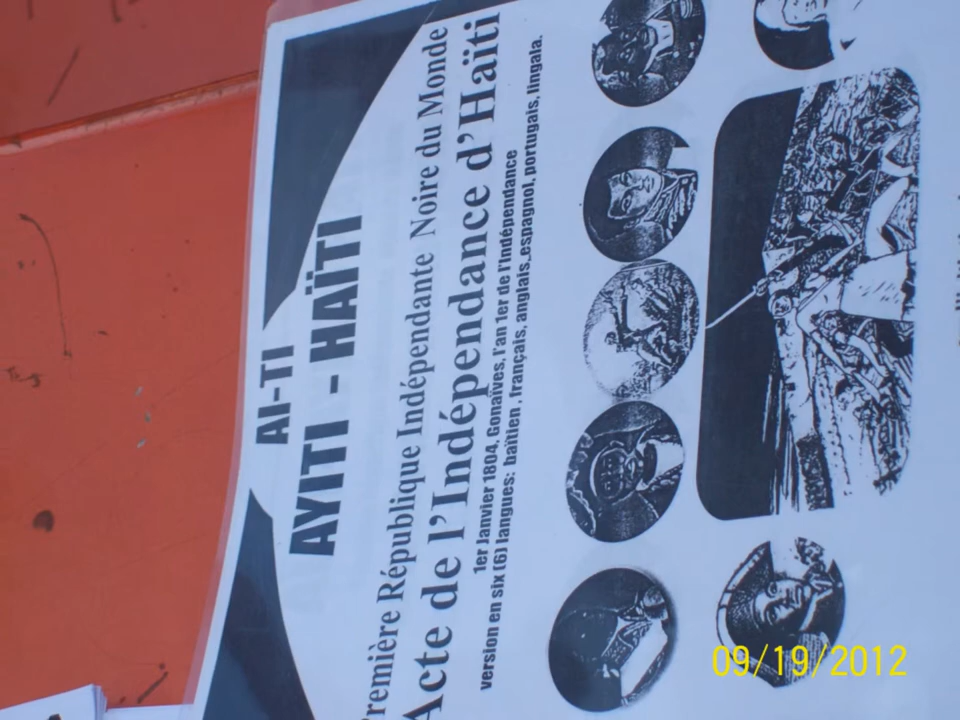 AI-TI
AYITI - HAÏTI
Première République Indépendante Noire du Monde
Acte de l'Indépendance d'Haïti
1er Janvier 1804, Gonaïves, l'an 1er de l'Indépendance
version en six (6) langues: haïtien, français, anglais, espagnol, portugais, lingala.
09/19/2012